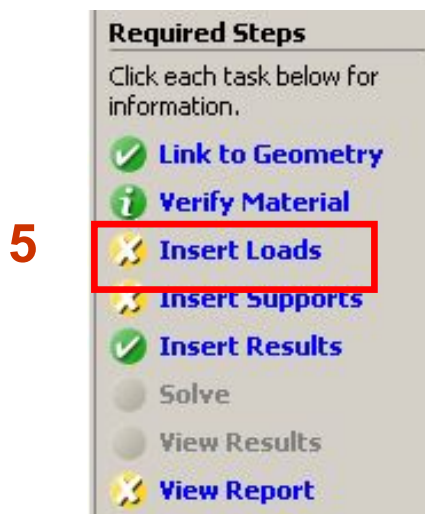 Required Steps
Click each task below for
information.
Link to Geometry
Verify Material
5
Insert Loads
Insert Supports
Insert Results
Solve
View Results
View Report